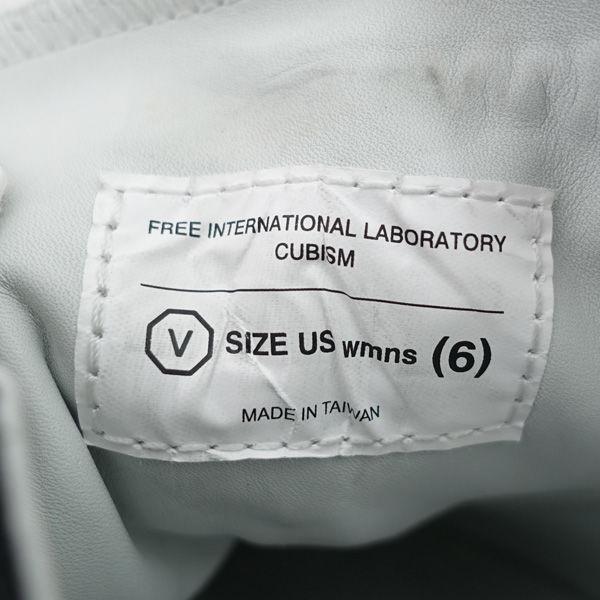 FREE INTERNATIONAL LABORATORY
CUBISM
V SIZE US wmns (6)
MADE IN TAIWAN